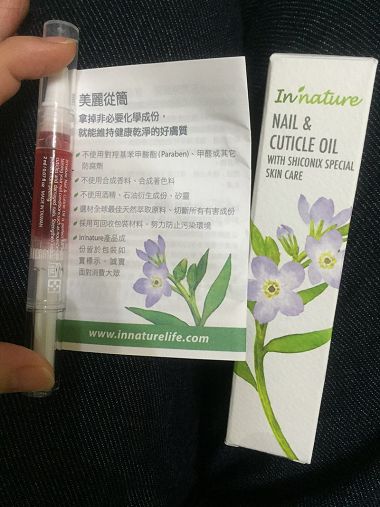 美麗從簡
拿掉非必要化學成份，
就能維持健康乾淨的好膚質
不使用對羥基苯甲酸酯(Paraben)、甲醛或其它
防腐劑
不使用合成香料、合成著色料
不使用酒精、石油衍生成份、矽靈
選材全球最佳天然萃取原料、切斷所有有害成份
採用可回收包裝材料、努力防止污染環境
in'nature產品成
份皆於包裝如
實標示、誠實
面對消費大眾
www.innaturelife.com
In'nature
NAIL &
CUTICLE OIL
WITH SHICONIX SPECIAL
SKIN CARE